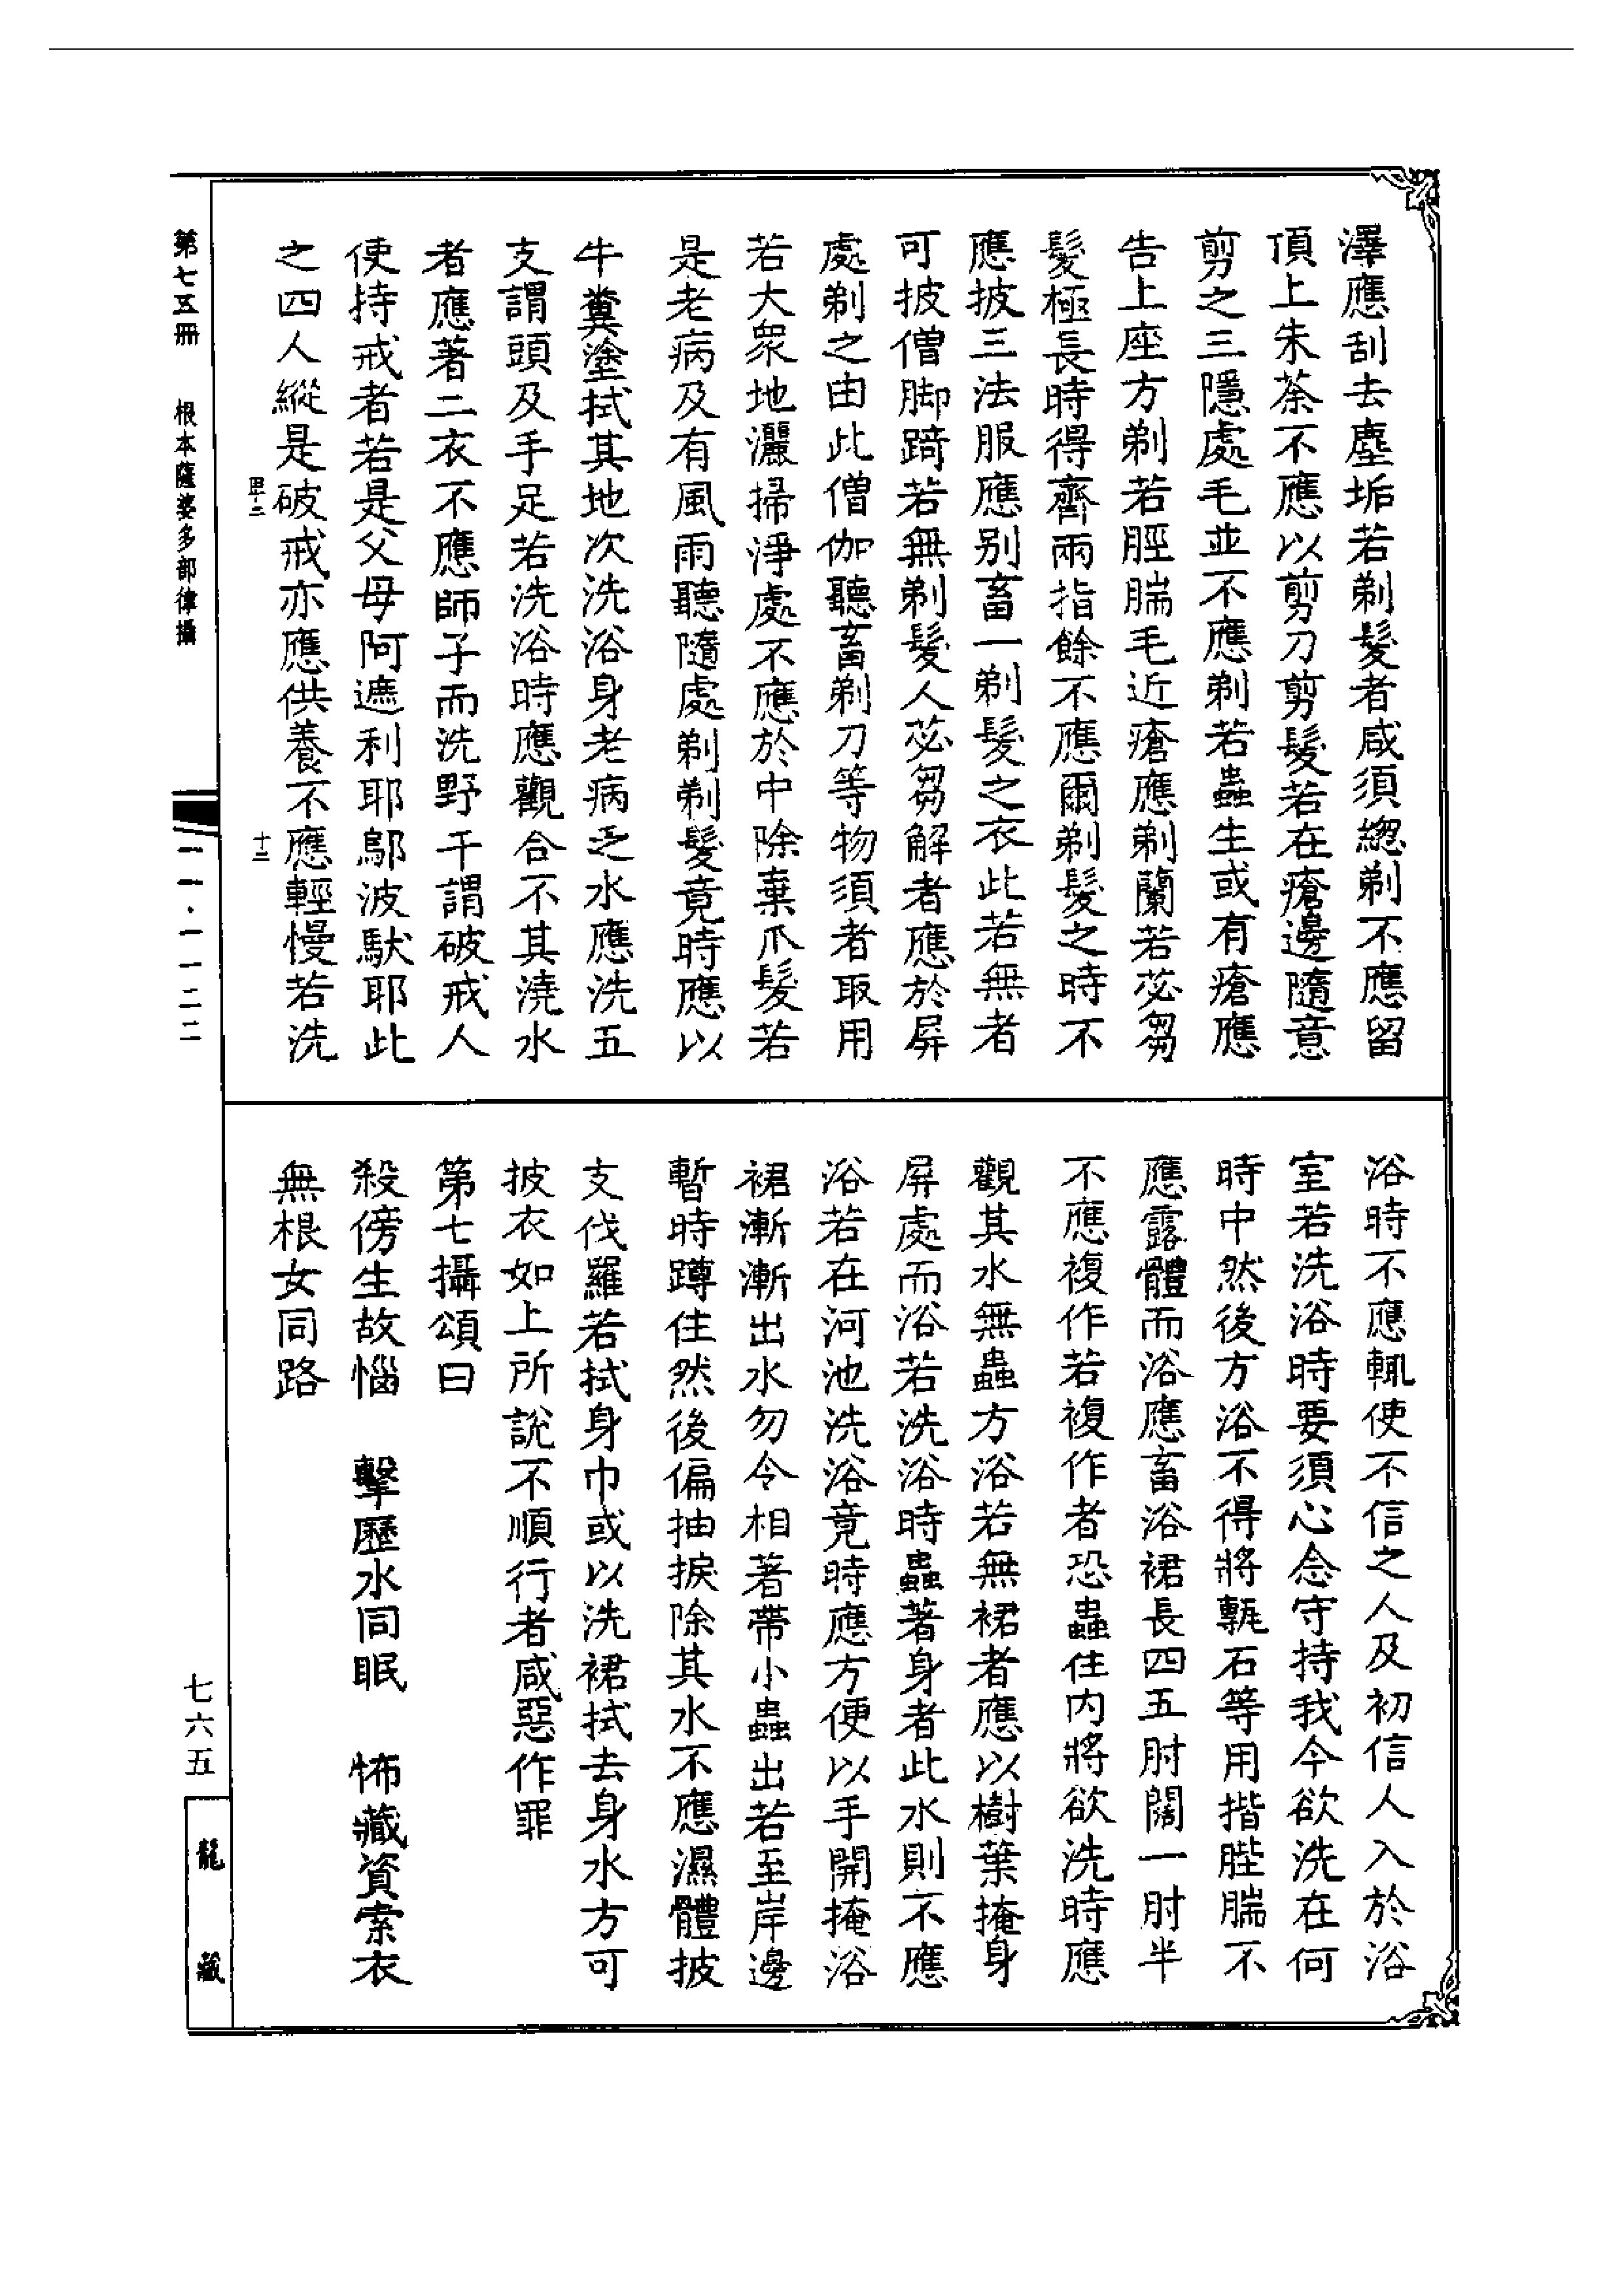 澤應刮去塵垢若剃髮者咸須緫剃不應留
頂上朱荼不應以剪刀剪髮若在瘡邊隨意
剪之三隱處毛並不應剃若蟲生或有瘡應
告上座方剃若脛腨毛近瘡應剃蘭若苾芻
髮極長時得齊兩指餘不應爾剃髮之時不
應披三法服應別畜一剃髮之衣此若無者
可披僧脚踦若無剃髮人苾芻解者應於屏
處剃之由此僧伽聽畜剃刀等物須者取用
若大眾地灑掃淨處不應於中除棄爪髮若
是老病及有風雨聽隨處剃剃髮竟時應以
牛糞塗拭其地次洗浴身老病乏水應洗五
支謂頭及手足若洗浴時應觀合不其澆水
者應著二衣不應師子而洗野干謂破戒人
使持戒者若是父母阿遮利耶鄔波馱耶此
之四人縱是破戒亦應供養不應輕慢若洗
十二
浴時不應輒使不信之人及初信人入於浴
室若洗浴時要須心念守持我今欲洗在何
時中然後方浴不得將甎石等用揩䏶腨不
應露體而浴應畜浴裙長四五肘闊一肘半
不應複作若複作者恐蟲住內將欲洗時應
觀其水無蟲方浴若無裙者應以樹葉掩身
屏處而浴若洗浴時蟲著身者此水則不應
浴若在河池洗浴竟時應方便以手開掩浴
裙漸漸出水勿令相著帶小蟲出若至岸邊
暫時蹲住然後偏抽捩除其水不應濕體披
支伐羅若拭身巾或以洗裙拭去身水方可
披衣如上所說不順行者咸惡作罪
第七攝頌曰
殺傍生故惱　擊歷水同眠　怖藏資索衣
無根女同路
第七五冊　根本薩婆多部律攝
一一·一一二二
七六五
龍藏